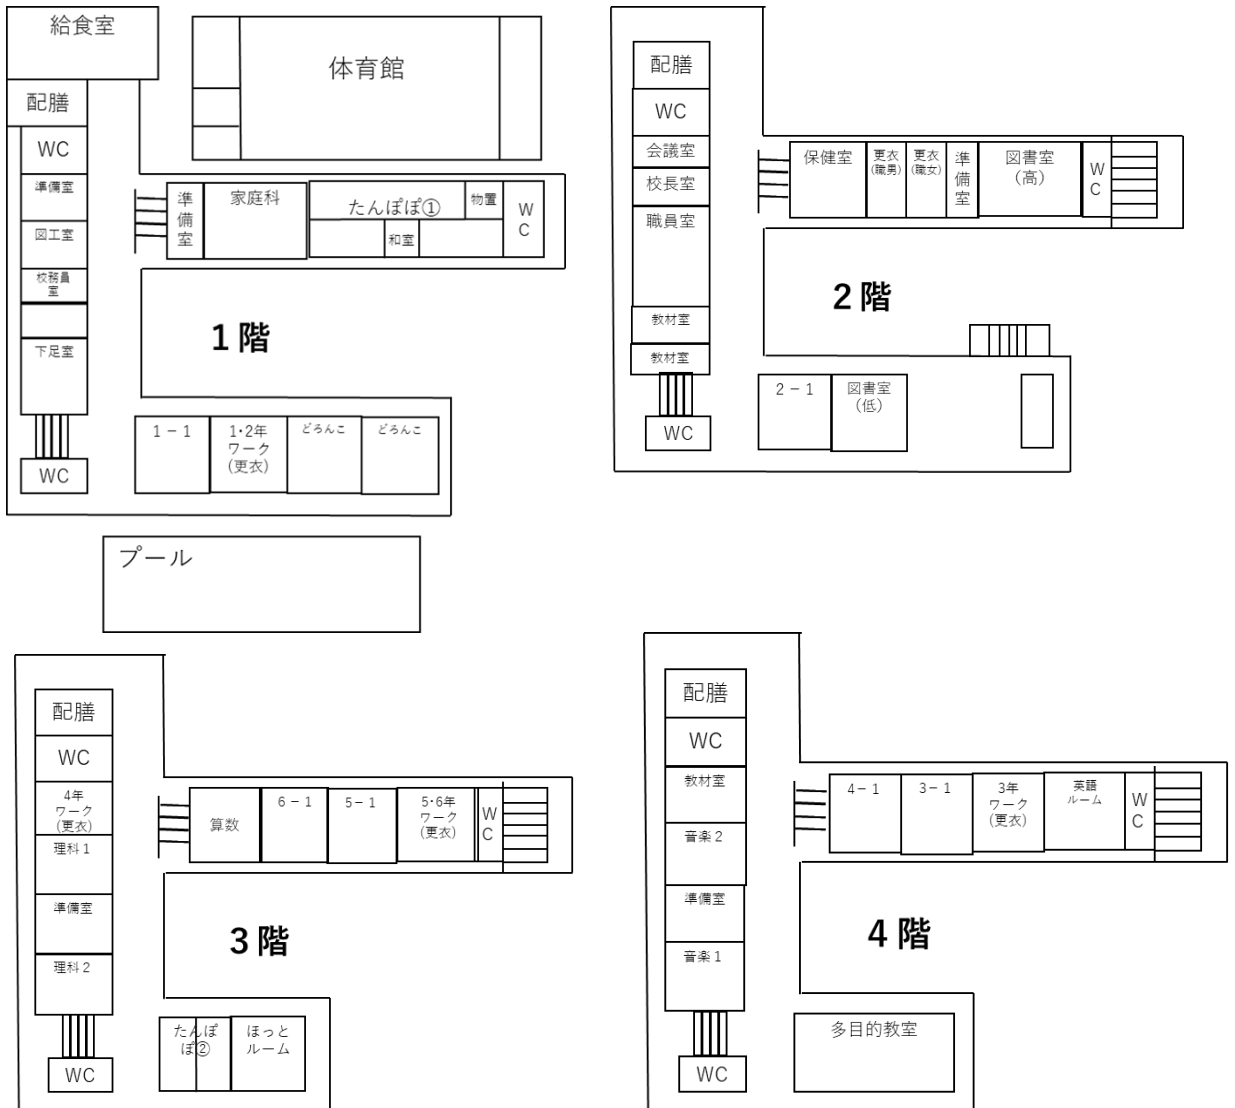 給食室
体育館
配膳
WC
準備室
図工室
校務員
室
下足室
WC
準
備
室
家庭科
たんぽぽ①
物置
和室
W
C
1階
1－1
1・2年
ワーク
(更衣)
どろんこ
どろんこ
プール
配膳
WC
会議室
校長室
職員室
教材室
教材室
WC
保健室
更衣
(職男)
更衣
(職女)
準
備
室
図書室
（高）
W
C
2階
2－1
図書室
（低）
配膳
WC
4年
ワーク
(更衣)
理科1
準備室
理科2
WC
算数
6－1
5－1
5・6年
ワーク
(更衣)
W
C
3階
たんぽ
ぽ②
ほっと
ルーム
配膳
WC
教材室
音楽2
準備室
音楽1
WC
4－1
3－1
3年
ワーク
(更衣)
英語
ルーム
W
C
4階
多目的教室